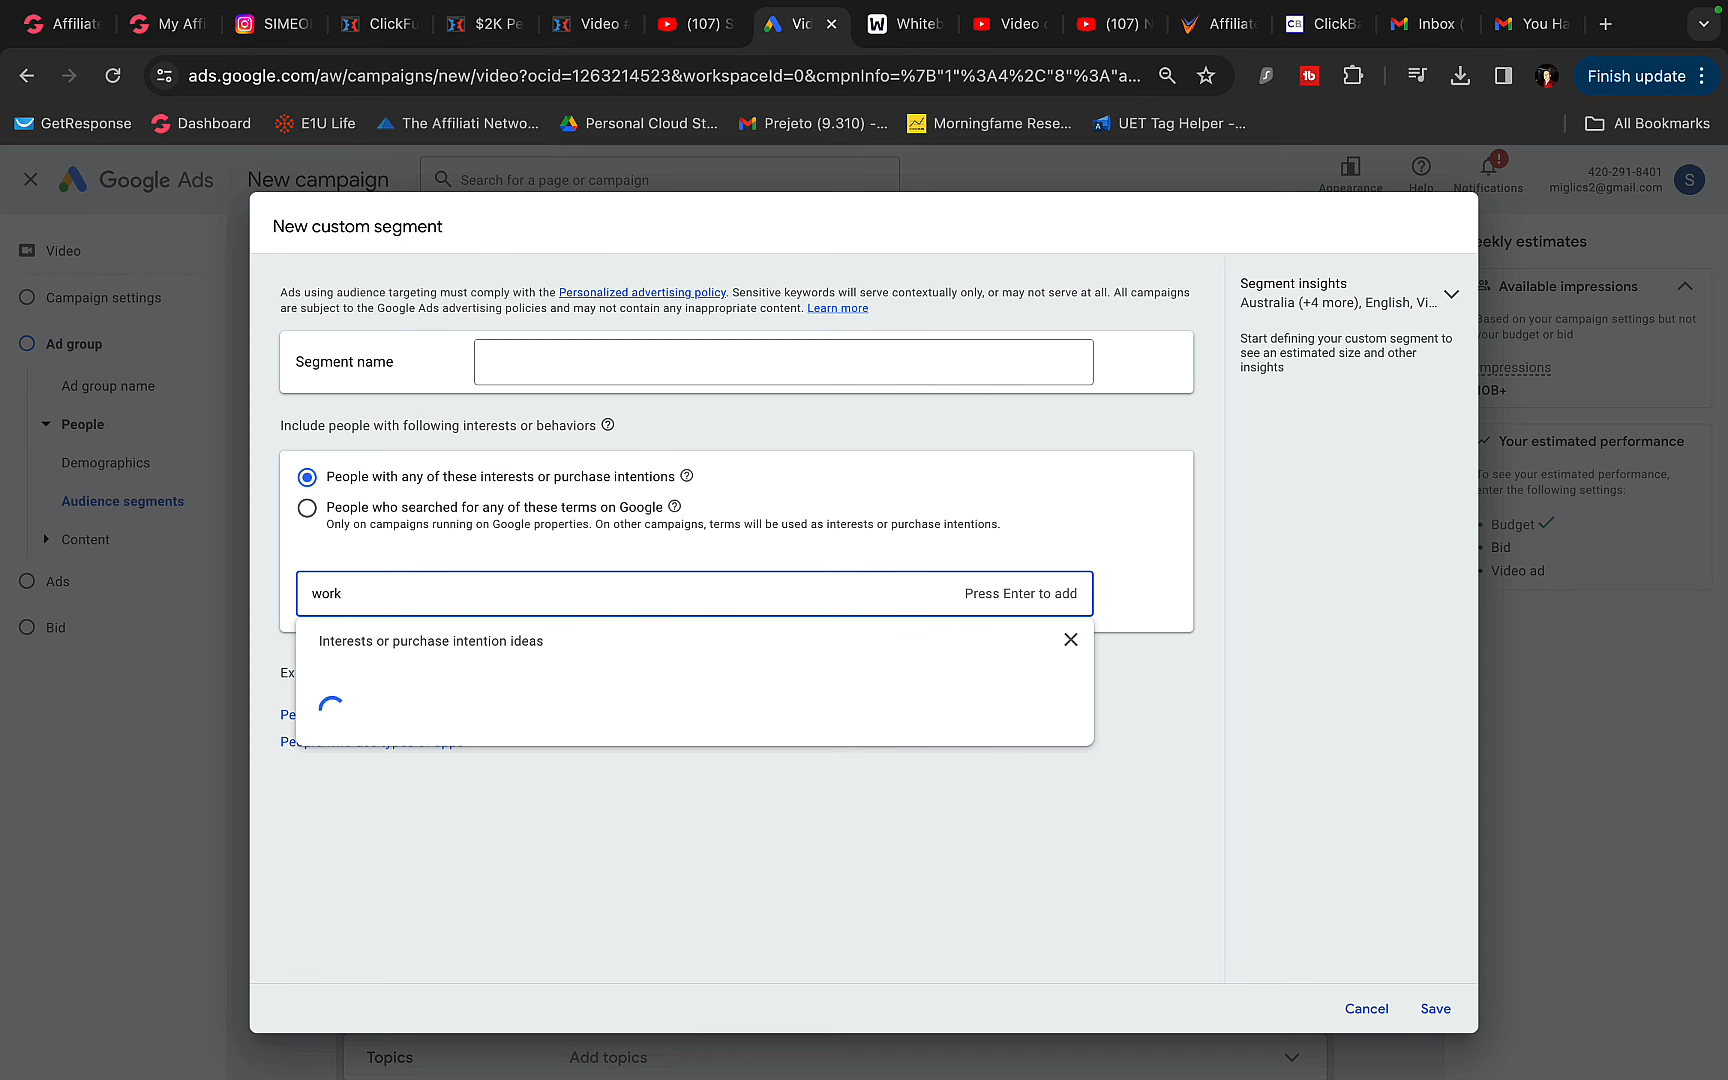 Affiliate
My Affi
SIMEO
ClickFu
$2K Pe
Video
(107) S
Vid
Whiteb
Video
(107) N
Affiliate
ClickBa
Inbox (
You Ha
ads.google.com/aw/campaigns/new/video?ocid=1263214523&workspaceId=0&cmpnInfo=%7B"1"%3A4%2C"8"%3A"a...
Finish update
GetResponse
Dashboard
E1U Life
The Affiliati Netwo...
Personal Cloud St...
Prejeto (9.310) -...
Morningfame Rese...
UET Tag Helper -...
All Bookmarks
Google Ads
New campaign
Search for a page or campaign
Appearance
Help
Notifications
420-291-8401
miglics2@gmail.com
S
Video
Campaign settings
Ad group
Ad group name
People
Demographics
Audience segments
Content
Ads
Bid
New custom segment
Ads using audience targeting must comply with the Personalized advertising policy. Sensitive keywords will serve contextually only, or may not serve at all. All campaigns
are subject to the Google Ads advertising policies and may not contain any inappropriate content. Learn more
Segment name
Include people with following interests or behaviors
People with any of these interests or purchase intentions
People who searched for any of these terms on Google
Only on campaigns running on Google properties. On other campaigns, terms will be used as interests or purchase intentions.
work
Press Enter to add
Interests or purchase intention ideas
Ex
Pe
Segment insights
Australia (+4 more), English, Vi...
Start defining your custom segment to
see an estimated size and other
insights
Cancel
Save
eekly estimates
Available impressions
Based on your campaign settings but not
your budget or bid
mpressions
10B+
Your estimated performance
To see your estimated performance,
enter the following settings:
Budget
Bid
Video ad
Topics
Add topics